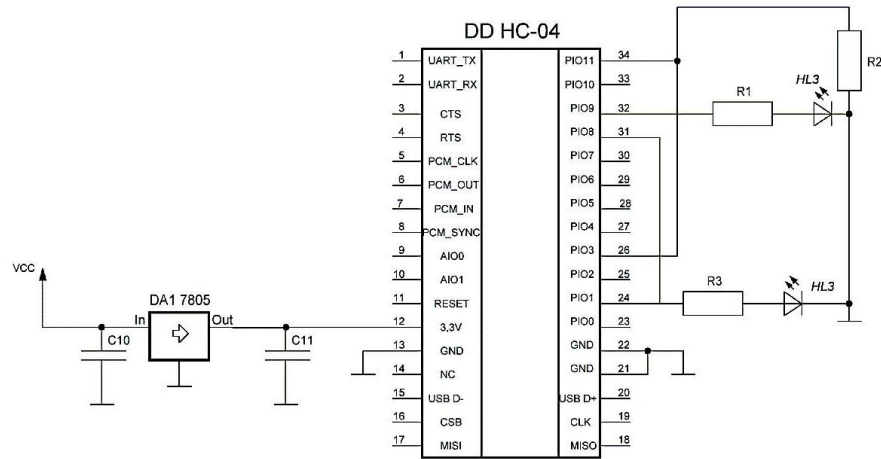 DD HC-04
1 UART_TX PIO11 34
2 UART_RX PIO10 33
3 CTS PIO9 32
4 RTS PIO8 31
5 PCM_CLK PIO7 30
6 PCM_OUT PIO6 29
7 PCM_IN PIO5 28
8 PCM_SYNC PIO4 27
9 AIO0 PIO3 26
10 AIO1 PIO2 25
11 RESET PIO1 24
12 3,3V PIO0 23
13 GND GND 22
14 NC GND 21
15 USB D- USB D+ 20
16 CSB CLK 19
17 MISI MISO 18
R2
R1
HL3
R3
HL3
VCC
DA1 7805
In
Out
C10
C11